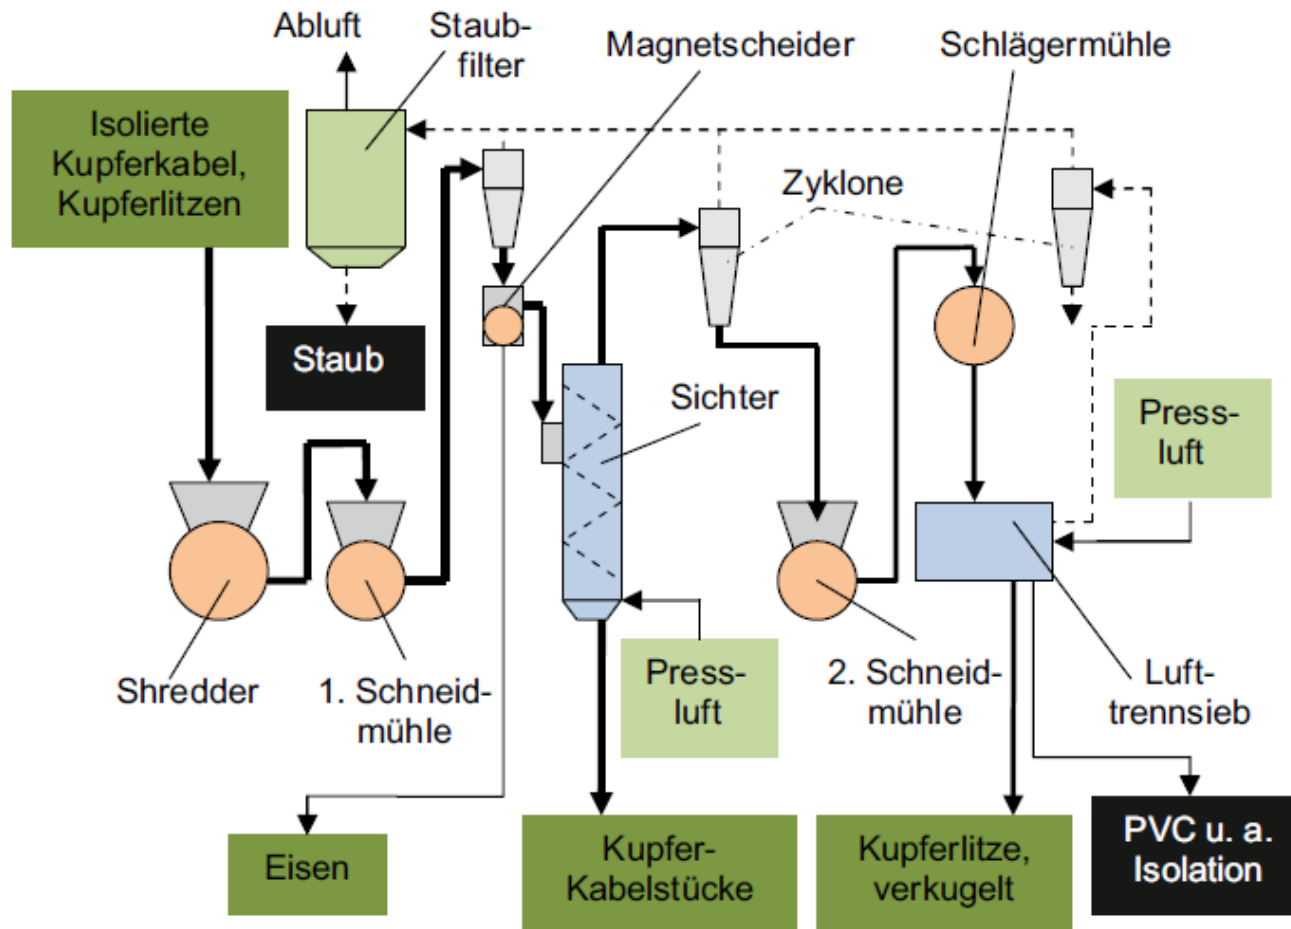 Abluft
Staub-
filter
Magnetscheider
Schlägermühle
Isolierte
Kupferkabel,
Kupferlitzen
Zyklone
Staub
Sichter
Press-
luft
Shredder
1. Schneid-
mühle
Press-
luft
2. Schneid-
mühle
Luft-
trennsieb
Eisen
Kupfer-
Kabelstücke
Kupferlitze,
verkugelt
PVC u. a.
Isolation